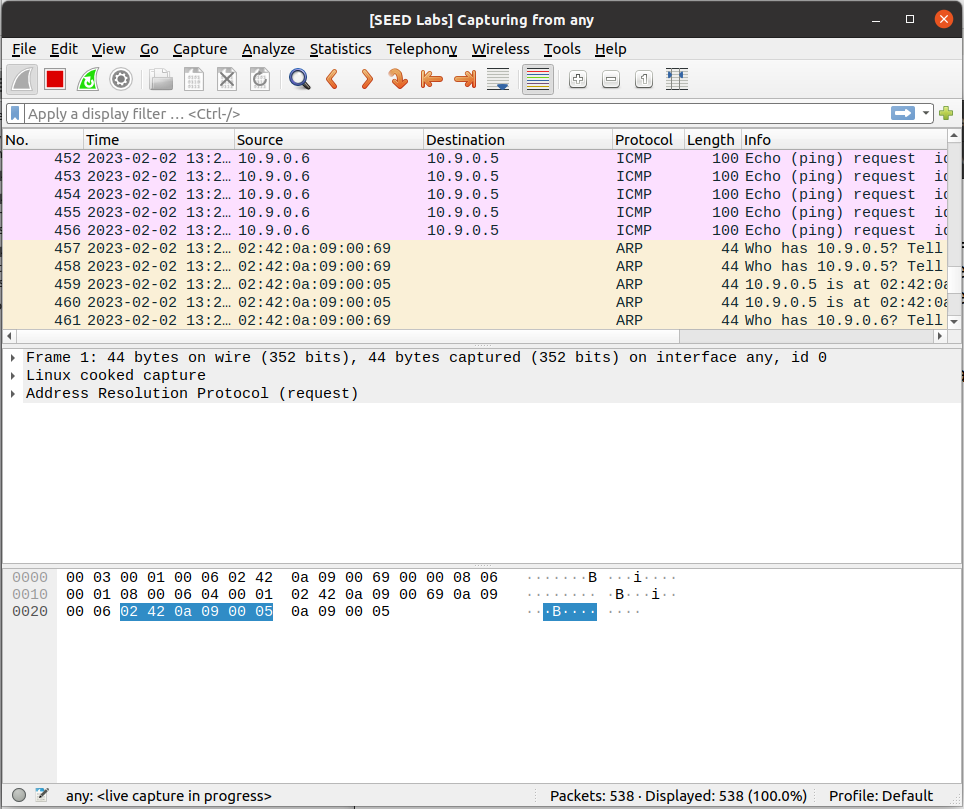 [SEED Labs] Capturing from any
File Edit View Go Capture Analyze Statistics Telephony Wireless Tools Help
Apply a display filter … <Ctrl-/>
No. Time Source Destination Protocol Length Info
452 2023-02-02 13:2… 10.9.0.6 10.9.0.5 ICMP 100 Echo (ping) request id
453 2023-02-02 13:2… 10.9.0.6 10.9.0.5 ICMP 100 Echo (ping) request id
454 2023-02-02 13:2… 10.9.0.6 10.9.0.5 ICMP 100 Echo (ping) request id
455 2023-02-02 13:2… 10.9.0.6 10.9.0.5 ICMP 100 Echo (ping) request id
456 2023-02-02 13:2… 10.9.0.6 10.9.0.5 ICMP 100 Echo (ping) request id
457 2023-02-02 13:2… 02:42:0a:09:00:69 ARP 44 Who has 10.9.0.5? Tell
458 2023-02-02 13:2… 02:42:0a:09:00:69 ARP 44 Who has 10.9.0.5? Tell
459 2023-02-02 13:2… 02:42:0a:09:00:05 ARP 44 10.9.0.5 is at 02:42:0a
460 2023-02-02 13:2… 02:42:0a:09:00:05 ARP 44 10.9.0.5 is at 02:42:0a
461 2023-02-02 13:2… 02:42:0a:09:00:69 ARP 44 Who has 10.9.0.6? Tell
Frame 1: 44 bytes on wire (352 bits), 44 bytes captured (352 bits) on interface any, id 0
Linux cooked capture
Address Resolution Protocol (request)
0000 00 03 00 01 00 06 02 42 0a 09 00 69 00 00 08 06 ·······B ···i····
0010 00 01 08 00 06 04 00 01 02 42 0a 09 00 69 0a 09 ········ ·B···i··
0020 00 06 02 42 0a 09 00 05 0a 09 00 05 ···B···· ····
any: <live capture in progress> Packets: 538 · Displayed: 538 (100.0%) Profile: Default